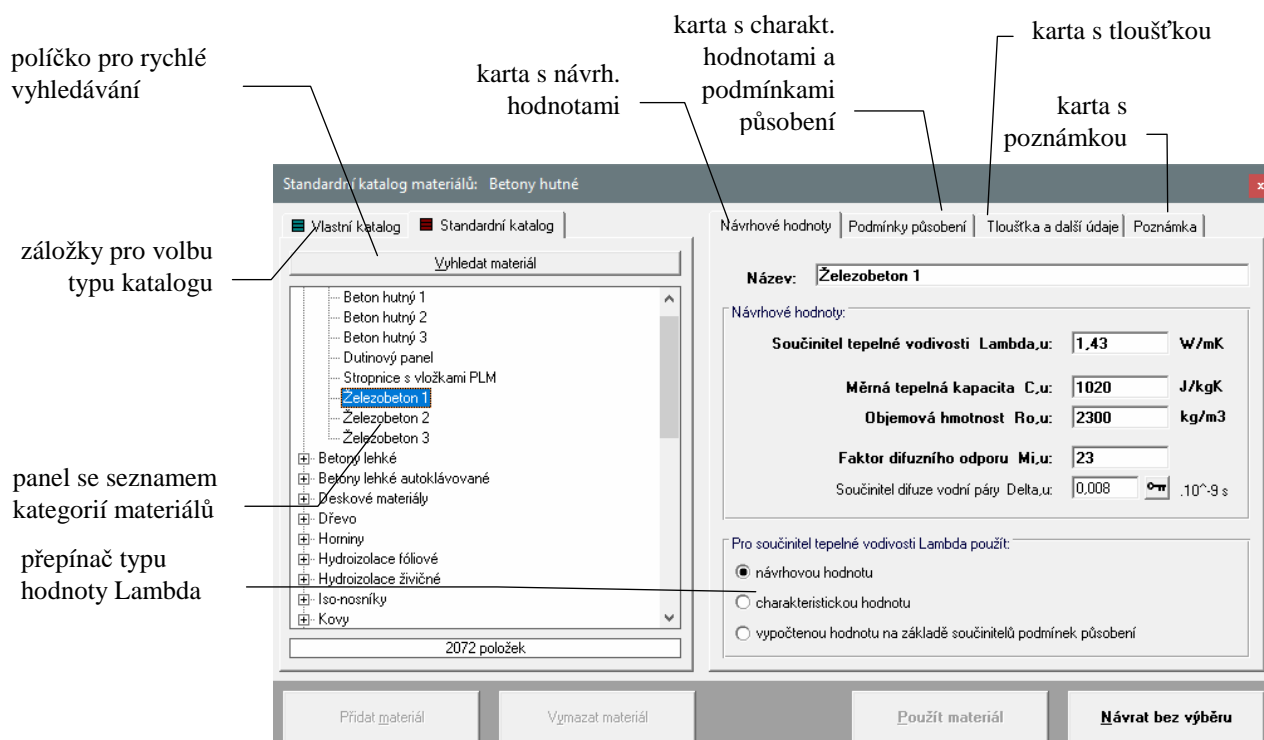 karta s charakt.
hodnotami a
podmínkami
působení
karta s tloušťkou
políčko pro rychlé
vyhledávání
karta s návrh.
hodnotami
karta s
poznámkou
Standardní katalog materiálů: Betony hutné
Vlastní katalog
Standardní katalog
Návrhové hodnoty
Podmínky působení
Tloušťka a další údaje
Poznámka
záložky pro volbu
typu katalogu
Vyhledat materiál
Název: Železobeton 1
Beton hutný 1
Beton hutný 2
Beton hutný 3
Dutinový panel
Stropnice s vložkami PLM
Železobeton 1
Železobeton 2
Železobeton 3
Betony lehké
Betony lehké autoklávované
Deskové materiály
Dřevo
Horniny
Hydroizolace fóliové
Hydroizolace živičné
Iso-nosníky
Kovy
2072 položek
Návrhové hodnoty:
Součinitel tepelné vodivosti Lambda,u: 1,43 W/mK
Měrná tepelná kapacita C,u: 1020 J/kgK
Objemová hmotnost Ro,u: 2300 kg/m3
Faktor difuzního odporu Mi,u: 23
Součinitel difuze vodní páry Delta,u: 0,008 .10^-9 s
panel se seznamem
kategorií materiálů
přepínač typu
hodnoty Lambda
Pro součinitel tepelné vodivosti Lambda použít:
návrhovou hodnotu
charakteristickou hodnotu
vypočtenou hodnotu na základě součinitelů podmínek působení
Přidat materiál
Vymazat materiál
Použít materiál
Návrat bez výběru